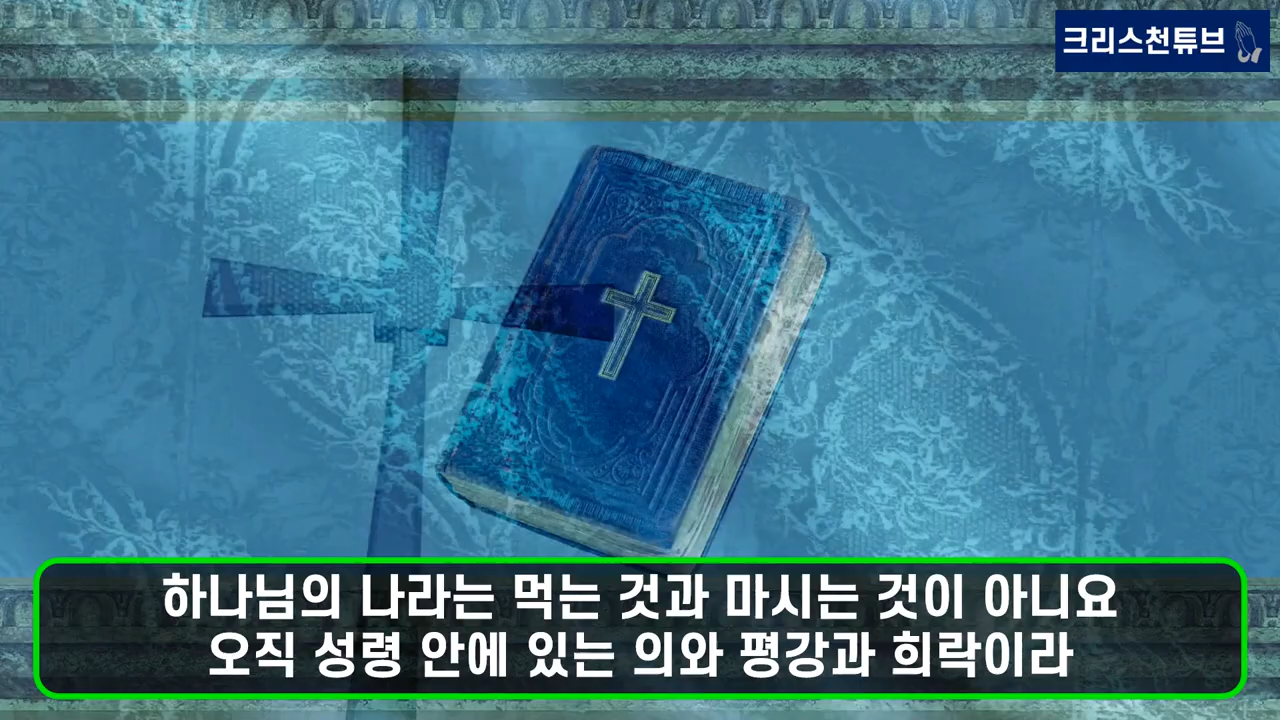 크리스천튜브
하나님의 나라는 먹는 것과 마시는 것이 아니요
오직 성령 안에 있는 의와 평강과 희락이라